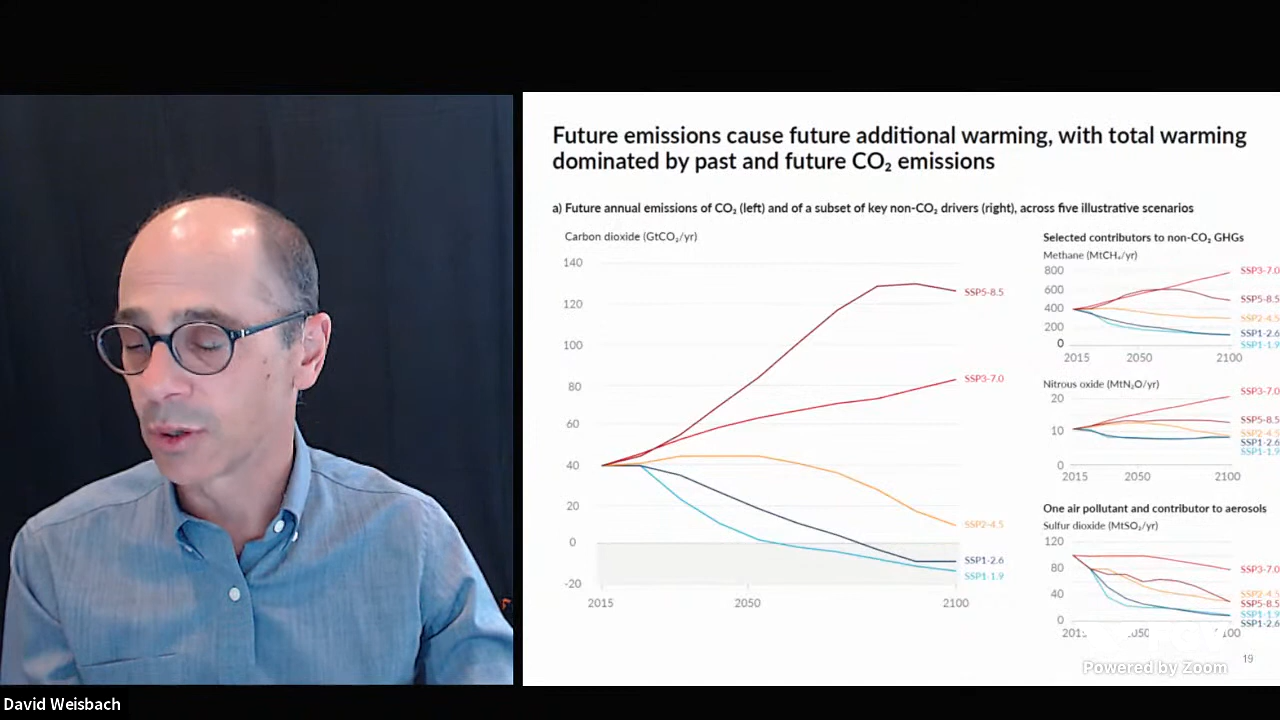 Future emissions cause future additional warming, with total warming
dominated by past and future CO₂ emissions
a) Future annual emissions of CO₂ (left) and of a subset of key non-CO₂ drivers (right), across five illustrative scenarios
Carbon dioxide (GtCO₂/yr)
140
120
100
80
60
40
20
0
-20
2015
2050
2100
SSP5-8.5
SSP3-7.0
SSP2-4.5
SSP1-2.6
SSP1-1.9
Selected contributors to non-CO₂ GHGs
Methane (MtCH₄/yr)
800
600
400
200
0
2015
2050
2100
SSP3-7.0
SSP5-8.5
SSP2-4.5
SSP1-2.6
SSP1-1.9
Nitrous oxide (MtN₂O/yr)
20
10
0
2015
2050
2100
SSP3-7.0
SSP5-8.5
SSP2-4.5
SSP1-2.6
SSP1-1.9
One air pollutant and contributor to aerosols
Sulfur dioxide (MtSO₂/yr)
120
80
40
0
SSP3-7.0
SSP2-4.5
SSP5-8.5
SSP1-1.9
SSP1-2.6
19
Powered by Zoom
David Weisbach